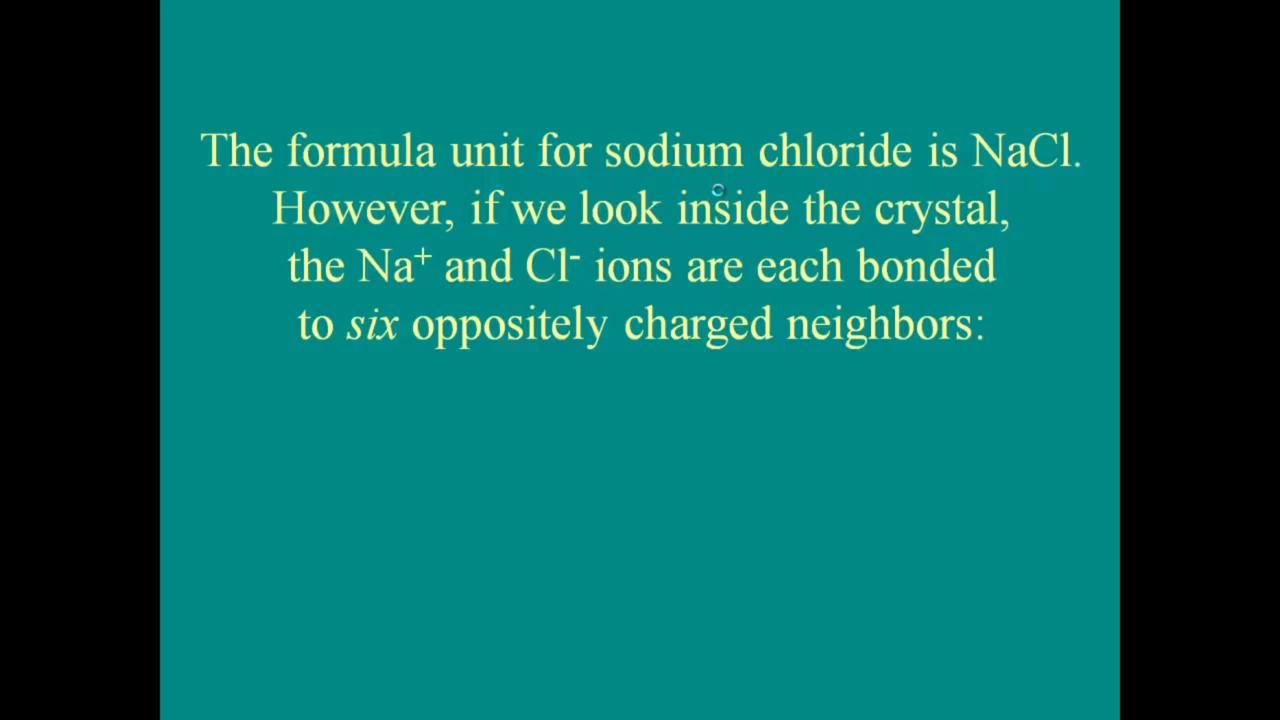 The formula unit for sodium chloride is NaCl.
However, if we look inside the crystal,
the Na⁺ and Cl⁻ ions are each bonded
to six oppositely charged neighbors: